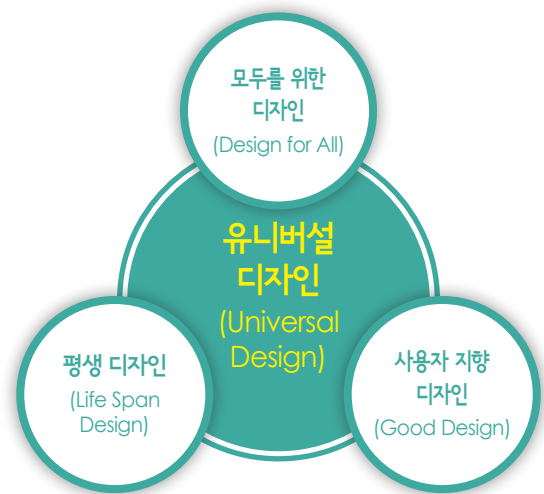 모두를 위한
디자인
(Design for All)
유니버설
디자인
(Universal
Design)
평생 디자인
(Life Span
Design)
사용자 지향
디자인
(Good Design)